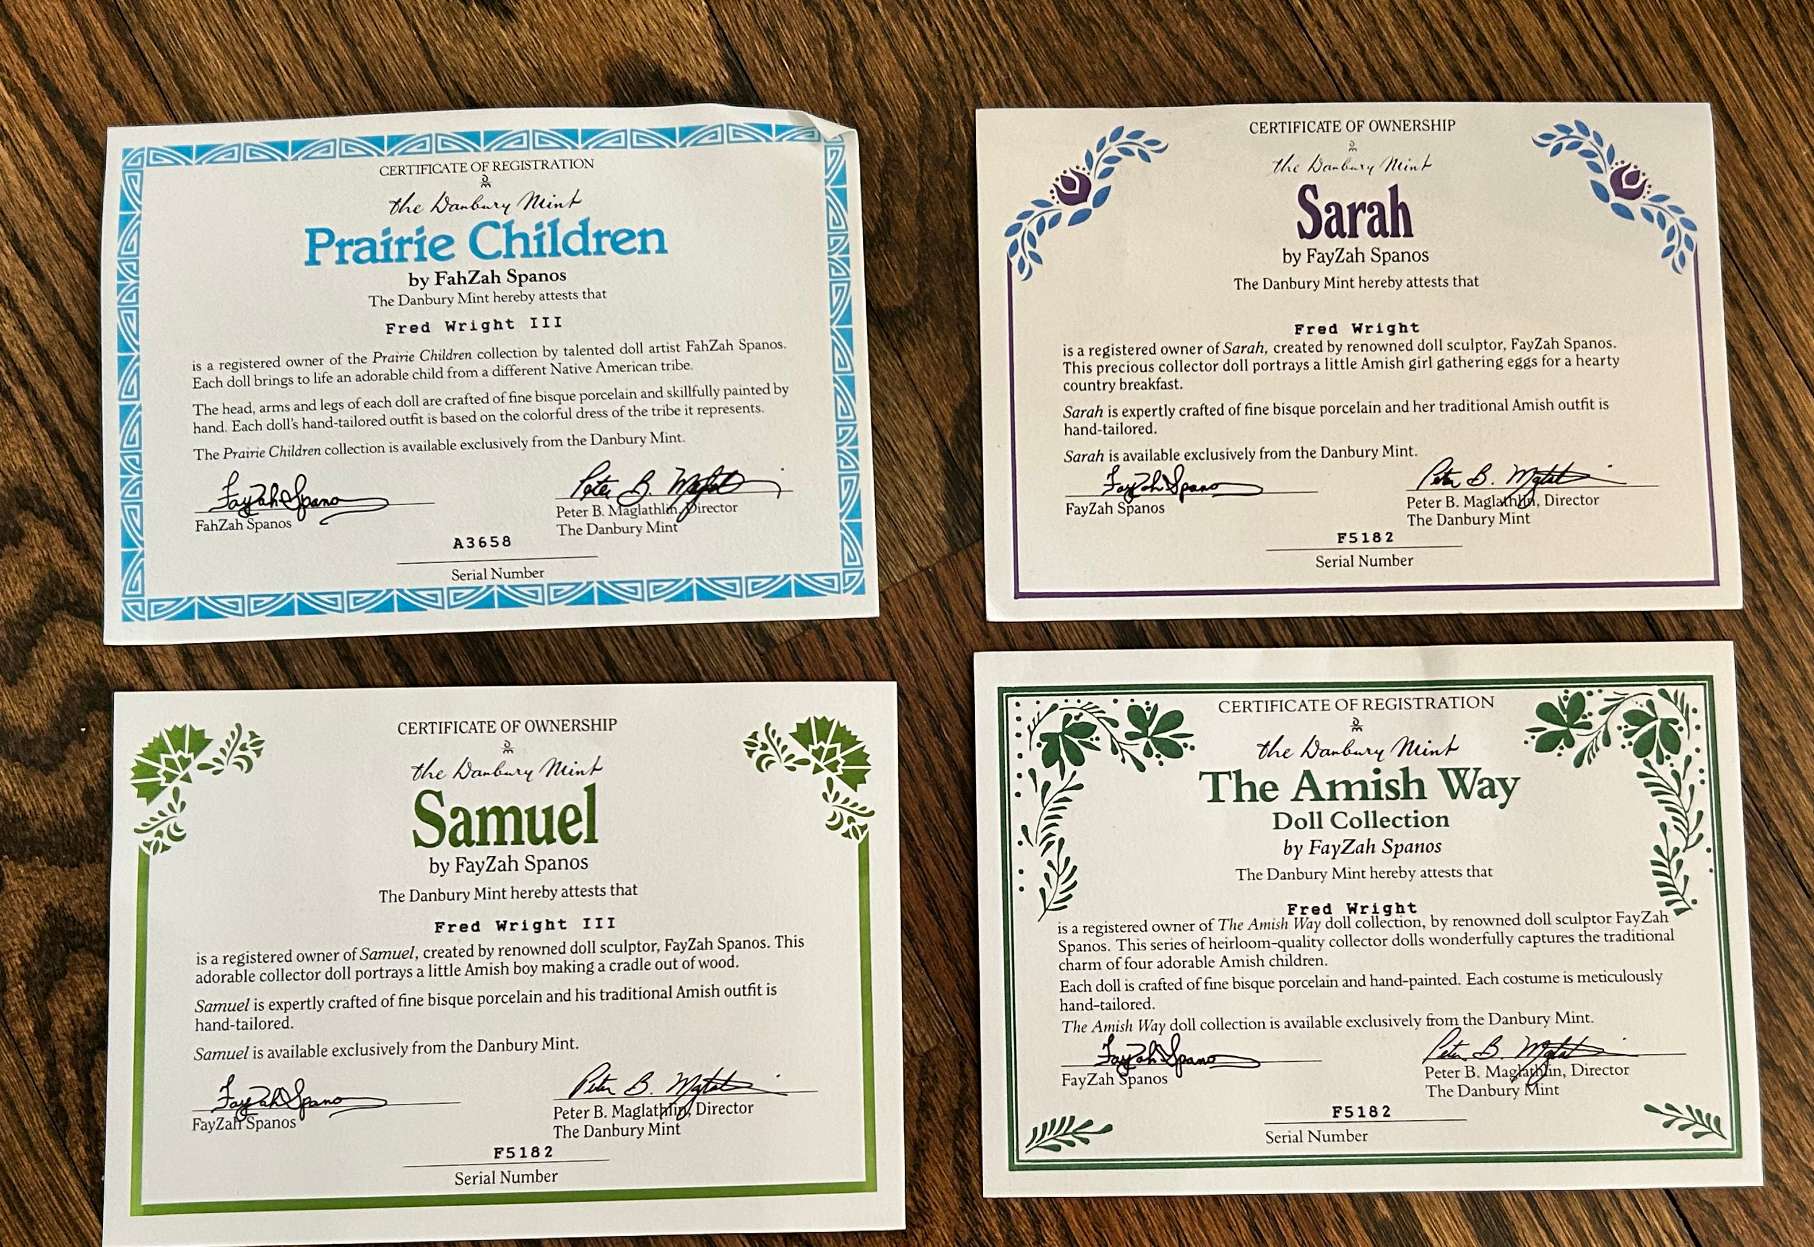 CERTIFICATE OF REGISTRATION
the Danbury Mint
Prairie Children
by FahZah Spanos
The Danbury Mint hereby attests that
Fred Wright III
is a registered owner of the Prairie Children collection by talented doll artist FahZah Spanos.
Each doll brings to life an adorable child from a different Native American tribe.
The head, arms and legs of each doll are crafted of fine bisque porcelain and skillfully painted by
hand. Each doll's hand-tailored outfit is based on the colorful dress of the tribe it represents.
The Prairie Children collection is available exclusively from the Danbury Mint.
FayZah Spanos
Peter B. Maglathlin
FahZah Spanos
Peter B. Maglathlin, Director
The Danbury Mint
A3658
Serial Number
CERTIFICATE OF OWNERSHIP
the Danbury Mint
Sarah
by FayZah Spanos
The Danbury Mint hereby attests that
Fred Wright
is a registered owner of Sarah, created by renowned doll sculptor, FayZah Spanos.
This precious collector doll portrays a little Amish girl gathering eggs for a hearty
country breakfast.
Sarah is expertly crafted of fine bisque porcelain and her traditional Amish outfit is
hand-tailored.
Sarah is available exclusively from the Danbury Mint.
FayZah Spanos
Peter B. Maglathlin
FayZah Spanos
Peter B. Maglathlin, Director
The Danbury Mint
F5182
Serial Number
CERTIFICATE OF OWNERSHIP
the Danbury Mint
Samuel
by FayZah Spanos
The Danbury Mint hereby attests that
Fred Wright III
is a registered owner of Samuel, created by renowned doll sculptor, FayZah Spanos. This
adorable collector doll portrays a little Amish boy making a cradle out of wood.
Samuel is expertly crafted of fine bisque porcelain and his traditional Amish outfit is
hand-tailored.
Samuel is available exclusively from the Danbury Mint.
FayZah Spanos
Peter B. Maglathlin
FayZah Spanos
Peter B. Maglathlin, Director
The Danbury Mint
F5182
Serial Number
CERTIFICATE OF REGISTRATION
the Danbury Mint
The Amish Way
Doll Collection
by FayZah Spanos
The Danbury Mint hereby attests that
Fred Wright
is a registered owner of The Amish Way doll collection, by renowned doll sculptor FayZah
Spanos. This series of heirloom-quality collector dolls wonderfully captures the traditional
charm of four adorable Amish children.
Each doll is crafted of fine bisque porcelain and hand-painted. Each costume is meticulously
hand-tailored.
The Amish Way doll collection is available exclusively from the Danbury Mint.
FayZah Spanos
Peter B. Maglathlin
FayZah Spanos
Peter B. Maglathlin, Director
The Danbury Mint
F5182
Serial Number